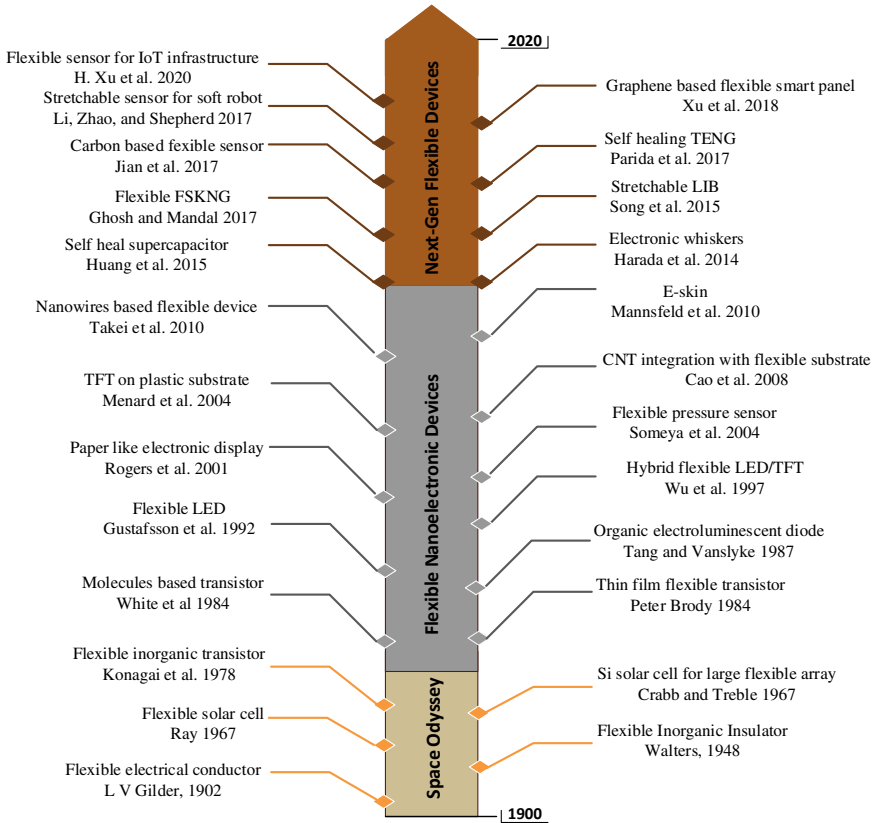 2020
Flexible sensor for IoT infrastructure
H. Xu et al. 2020
Stretchable sensor for soft robot
Li, Zhao, and Shepherd 2017
Carbon based fexible sensor
Jian et al. 2017
Flexible FSKNG
Ghosh and Mandal 2017
Self heal supercapacitor
Huang et al. 2015
Nanowires based flexible device
Takei et al. 2010
TFT on plastic substrate
Menard et al. 2004
Paper like electronic display
Rogers et al. 2001
Flexible LED
Gustafsson et al. 1992
Molecules based transistor
White et al 1984
Flexible inorganic transistor
Konagai et al. 1978
Flexible solar cell
Ray 1967
Flexible electrical conductor
L V Gilder, 1902
Next-Gen Flexible Devices
Flexible Nanoelectronic Devices
Space Odyssey
Graphene based flexible smart panel
Xu et al. 2018
Self healing TENG
Parida et al. 2017
Stretchable LIB
Song et al. 2015
Electronic whiskers
Harada et al. 2014
E-skin
Mannsfeld et al. 2010
CNT integration with flexible substrate
Cao et al. 2008
Flexible pressure sensor
Someya et al. 2004
Hybrid flexible LED/TFT
Wu et al. 1997
Organic electroluminescent diode
Tang and Vanslyke 1987
Thin film flexible transistor
Peter Brody 1984
Si solar cell for large flexible array
Crabb and Treble 1967
Flexible Inorganic Insulator
Walters, 1948
1900